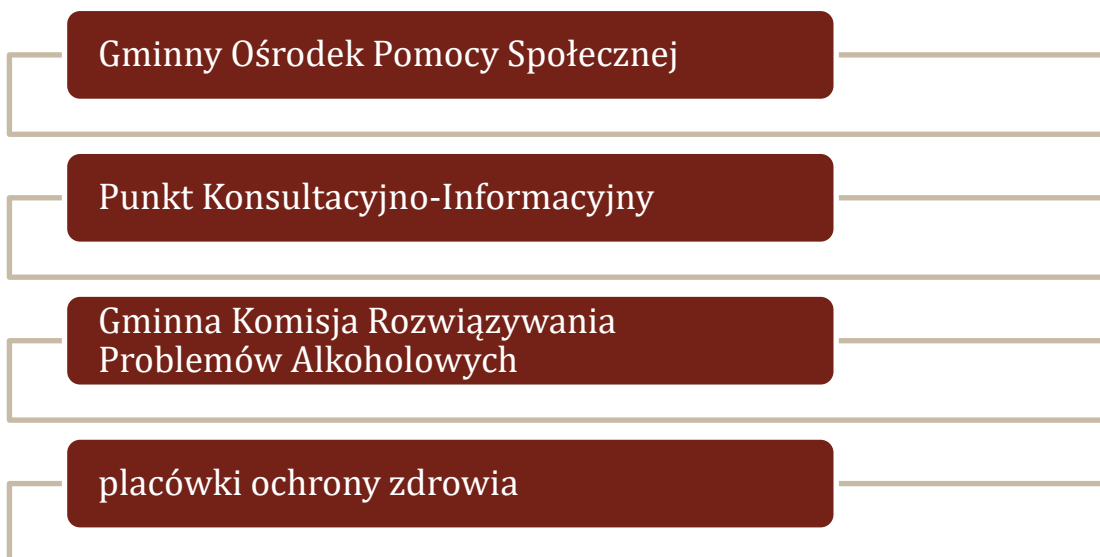 Gminny Ośrodek Pomocy Społecznej
Punkt Konsultacyjno-Informacyjny
Gminna Komisja Rozwiązywania
Problemów Alkoholowych
placówki ochrony zdrowia